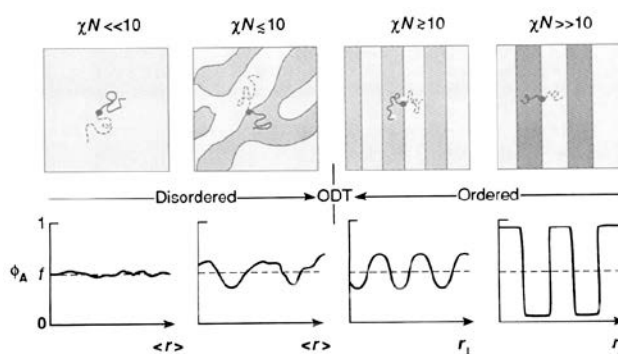 χN <<10 χN ≤ 10 χN ≥ 10 χN >>10
Disordered ODT Ordered
1
ϕA f
0
<r> <r> r⊥